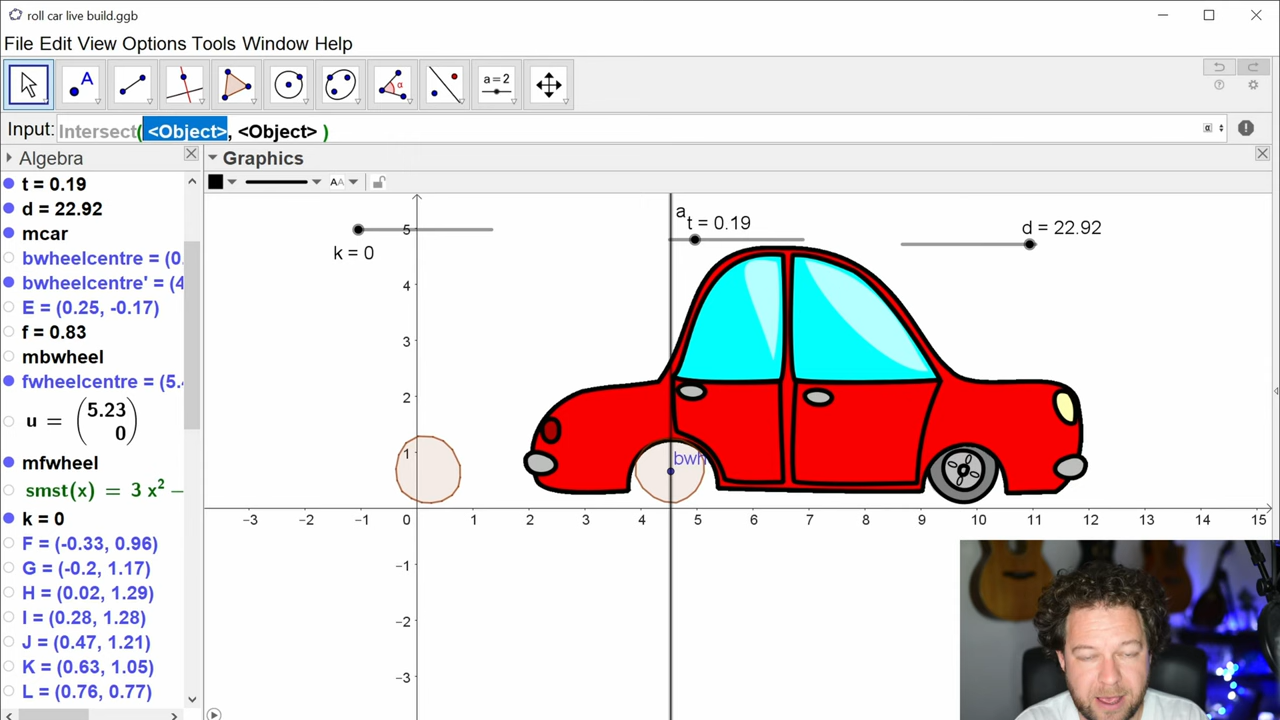 roll car live build.ggb
File Edit View Options Tools Window Help
A
α
a=2
Input: Intersect( <Object>, <Object> )
α
Algebra
Graphics
AA
t = 0.19
d = 22.92
mcar
bwheelcentre = (0.
bwheelcentre' = (4
E = (0.25, -0.17)
f = 0.83
mbwheel
fwheelcentre = (5.4
u = (5.23
0)
mfwheel
smst(x) = 3 x² –
k = 0
F = (-0.33, 0.96)
G = (-0.2, 1.17)
H = (0.02, 1.29)
I = (0.28, 1.28)
J = (0.47, 1.21)
K = (0.63, 1.05)
L = (0.76, 0.77)
a
t = 0.19
d = 22.92
k = 0
bwh
5
4
3
2
1
–3 –2 –1 0 1 2 3 4 5 6 7 8 9 10 11 12 13 14 15
–1
–2
–3